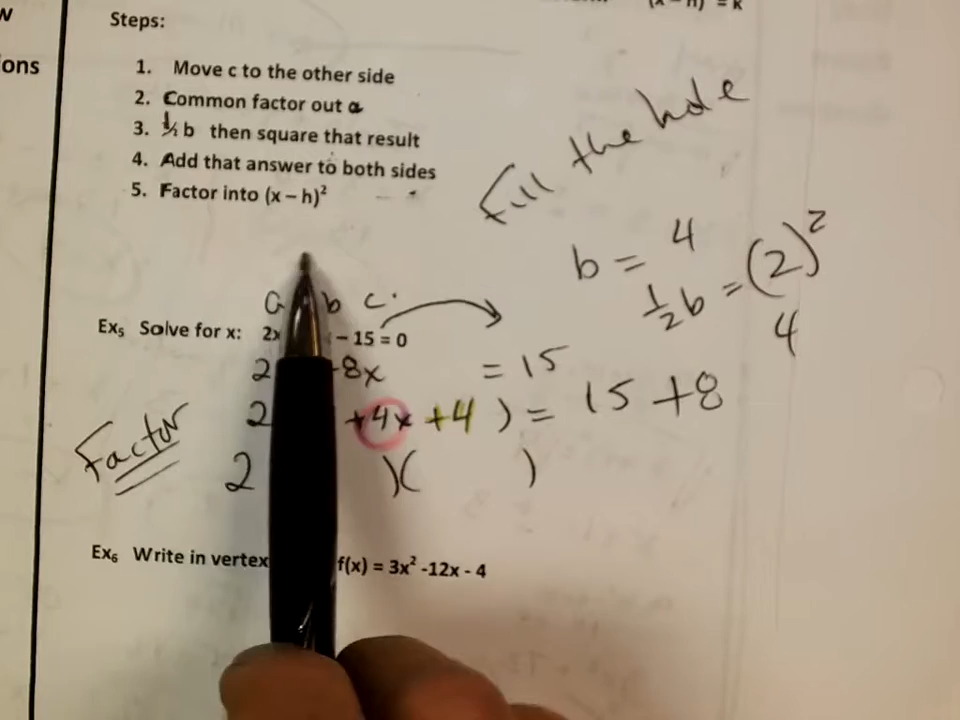 w
ons
(x – h) = k
Steps:
1. Move c to the other side
2. Common factor out a
3. ½ b then square that result
4. Add that answer to both sides
5. Factor into (x – h)²
Fill the hole
b = 4
½b = (2)²
4
a b c
Ex₅ Solve for x: 2x – 15 = 0
2 8x = 15
2 +4x +4 ) = 15 +8
Factor
2 )( )
Ex₆ Write in vertex f(x) = 3x² -12x - 4